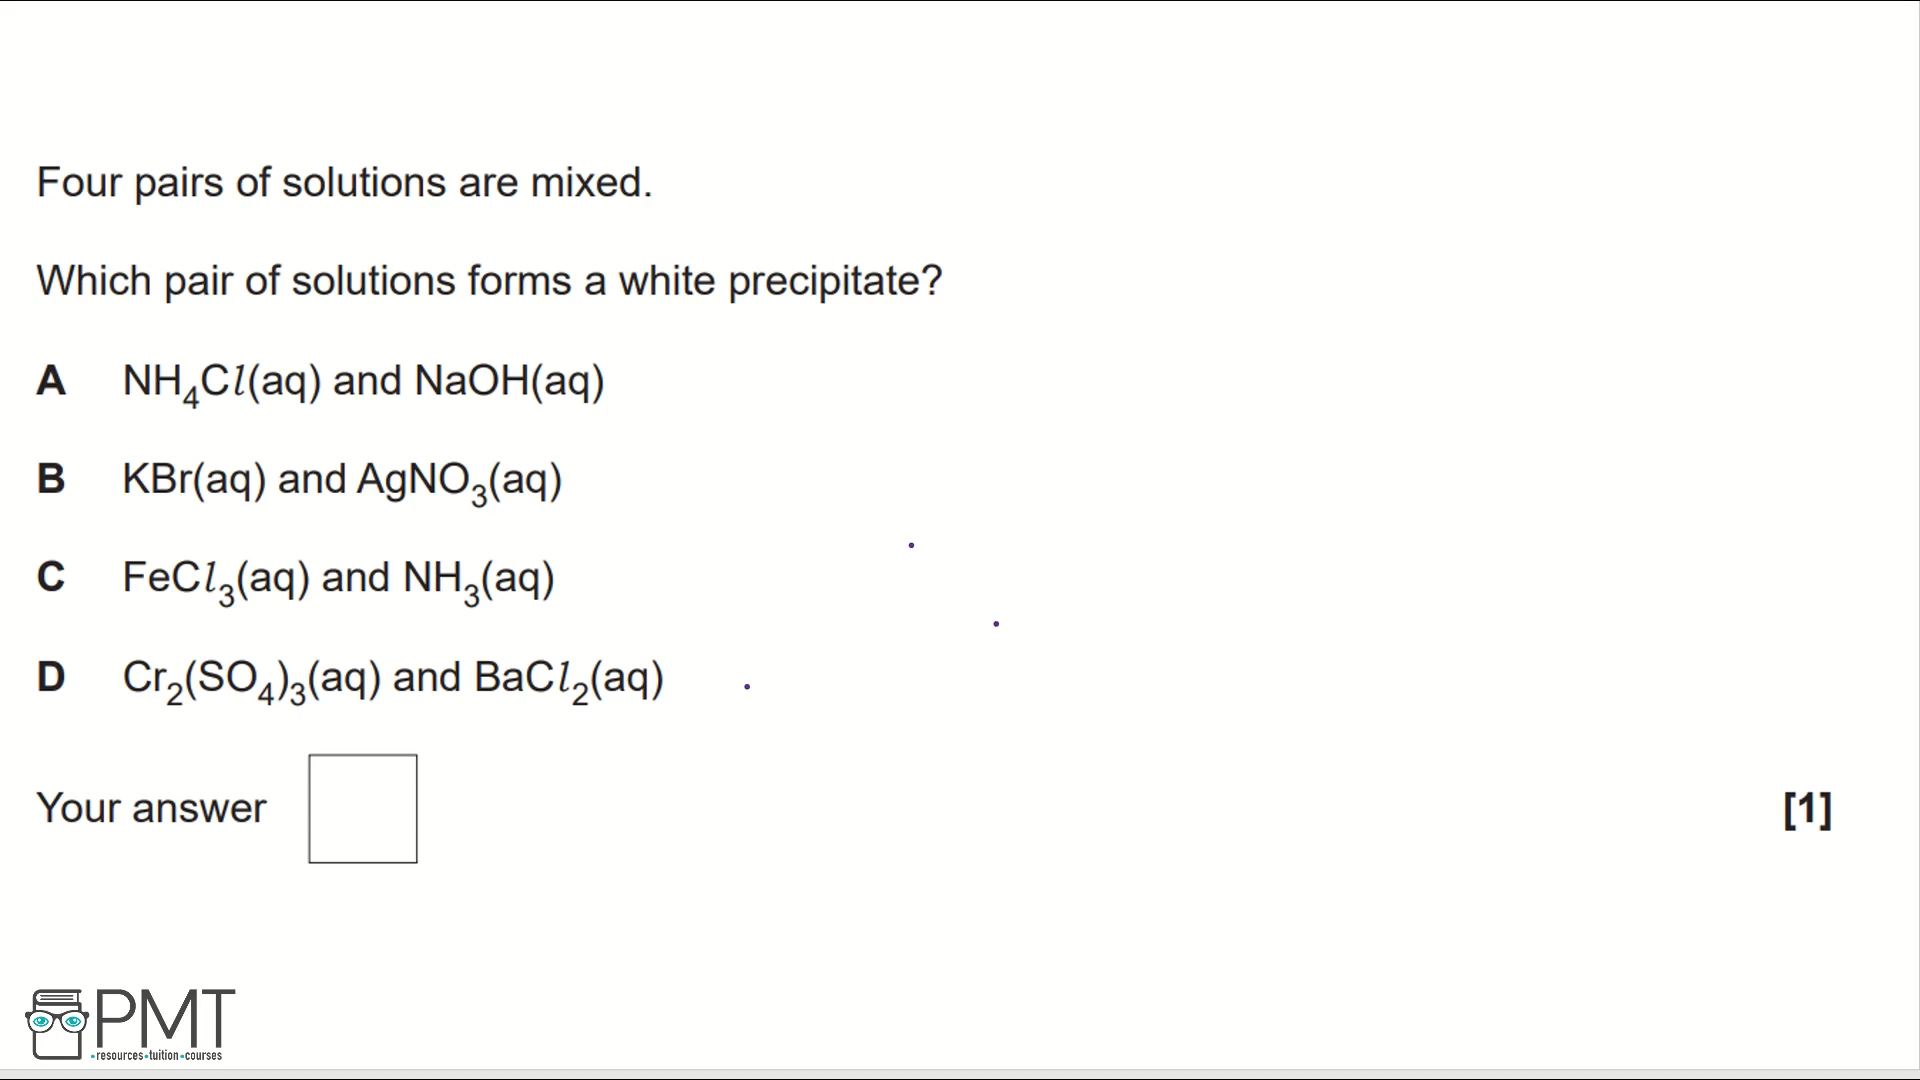 Four pairs of solutions are mixed.
Which pair of solutions forms a white precipitate?
A NH₄Cl(aq) and NaOH(aq)
B KBr(aq) and AgNO₃(aq)
C FeCl₃(aq) and NH₃(aq)
D Cr₂(SO₄)₃(aq) and BaCl₂(aq)
Your answer [1]
PMT
•resources•tuition•courses